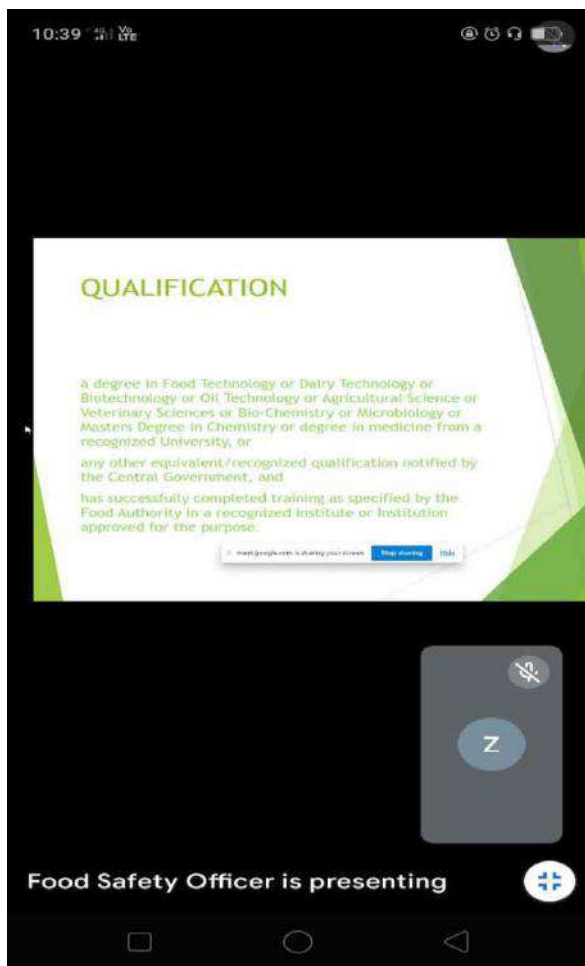 10:39 4G Vo
LTE
QUALIFICATION
a degree in Food Technology or Dairy Technology or
Biotechnology or Oil Technology or Agricultural Science or
Veterinary Sciences or Bio-Chemistry or Microbiology or
Masters Degree in Chemistry or degree in medicine from a
recognized University, or
any other equivalent/recognized qualification notified by
the Central Government, and
has successfully completed training as specified by the
Food Authority in a recognized Institute or Institution
approved for the purpose.
meet.google.com is sharing your screen. Stop sharing Hide
Z
Food Safety Officer is presenting